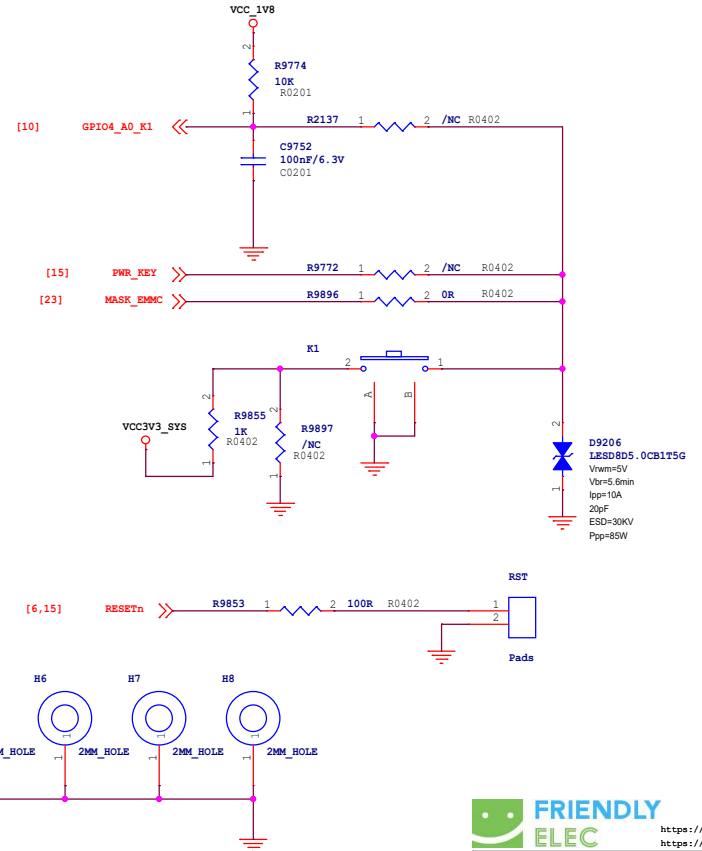 VCC_1V8
2
R9774
10K
R0201
1
[10] GPIO4_A0_K1
R2137 1 2 /NC R0402
C9752
100nF/6.3V
C0201
[15] PWR_KEY R9772 1 2 /NC R0402
[23] MASK_EMMC R9896 1 2 0R R0402
K1
2 1
A B
2 2
VCC3V3_SYS
R9855
1K
R0402
1
R9897
/NC
R0402
1
2
D9206
LESD8D5.0CB1T5G
Vrwm=5V
Vbr=5.6min
Ipp=10A
20pF
ESD=30KV
Ppp=85W
1
RST
[6,15] RESETn R9853 1 2 100R R0402 1
2
Pads
H6 H7 H8
1 1 1
M_HOLE 1 2MM_HOLE 1 2MM_HOLE 1 2MM_HOLE
FRIENDLY
ELEC
https:/
https:/